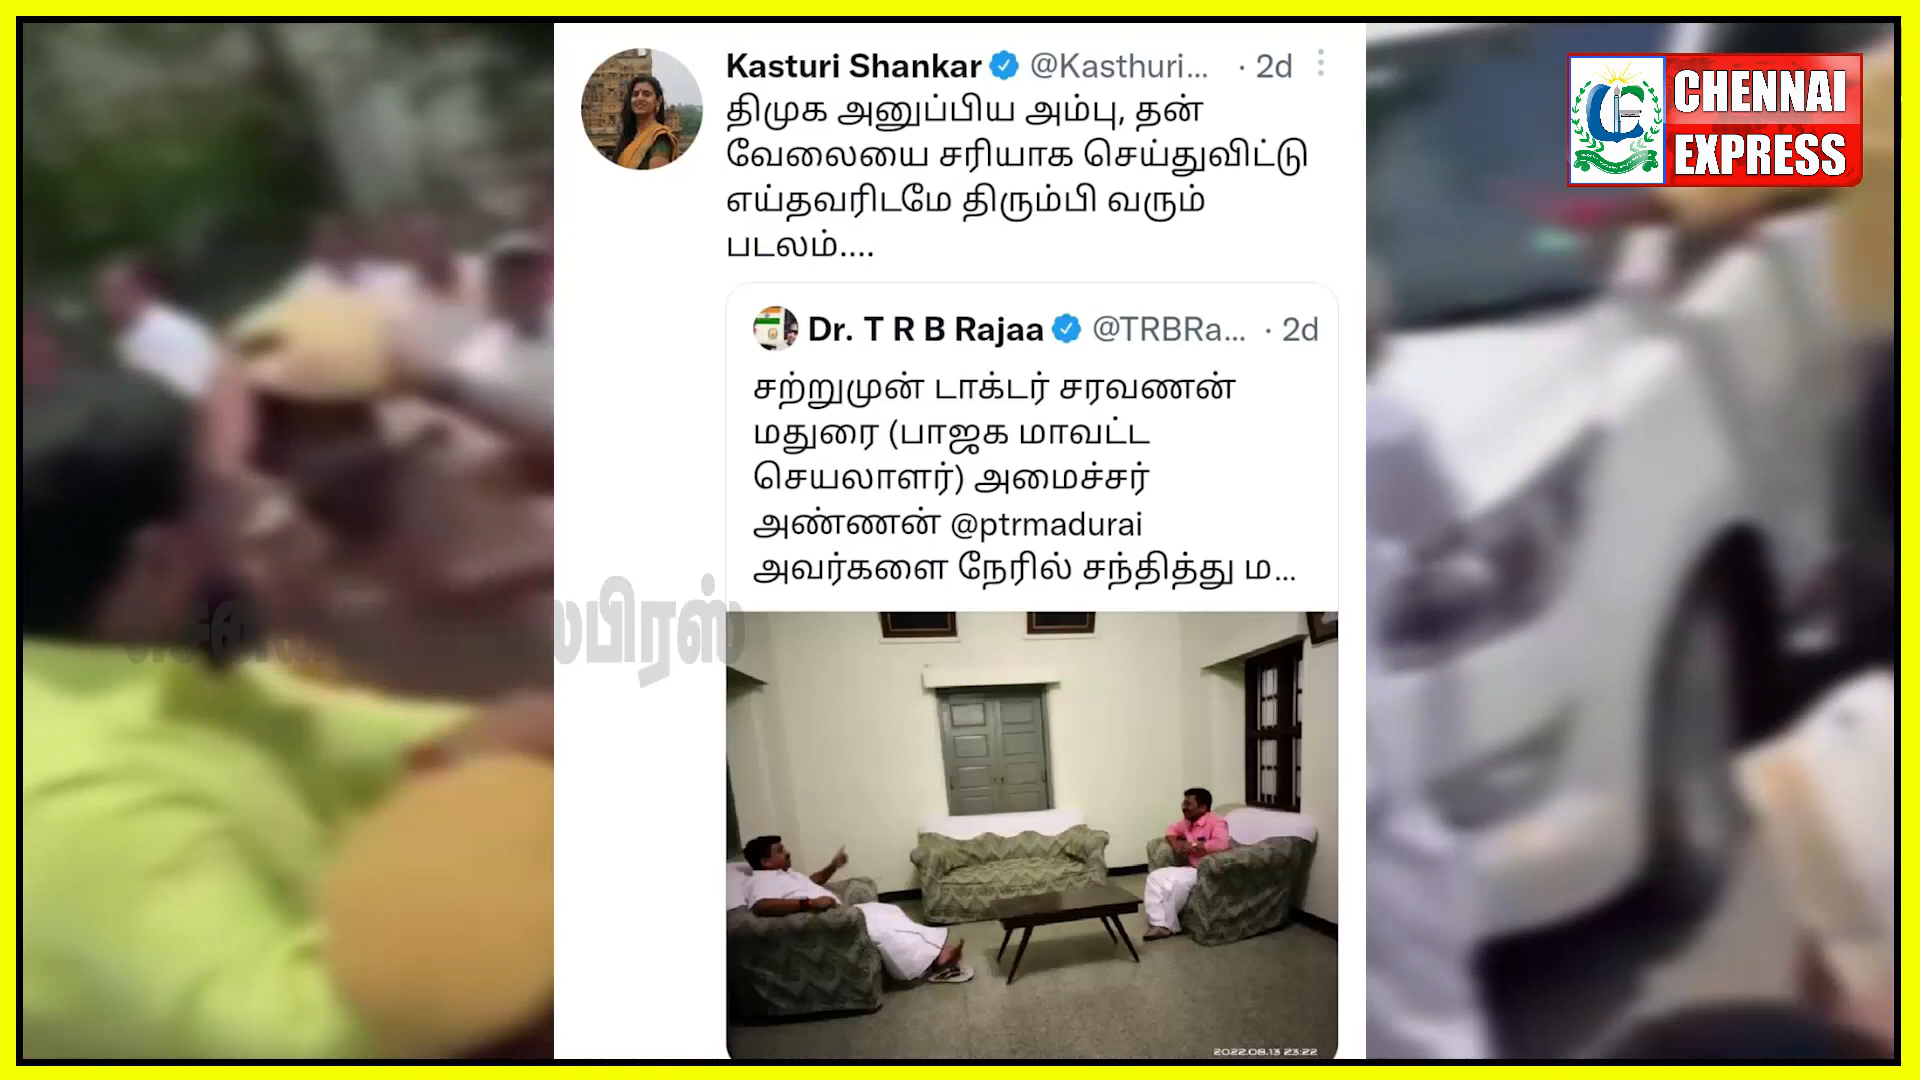 Kasturi Shankar @Kasthuri... · 2d
திமுக அனுப்பிய அம்பு, தன்
வேலையை சரியாக செய்துவிட்டு
எய்தவரிடமே திரும்பி வரும்
படலம்....
Dr. T R B Rajaa @TRBRa... · 2d
சற்றுமுன் டாக்டர் சரவணன்
மதுரை (பாஜக மாவட்ட
செயலாளர்) அமைச்சர்
அண்ணன் @ptrmadurai
அவர்களை நேரில் சந்தித்து ம...
2022.08.13 23:22
CHENNAI
EXPRESS